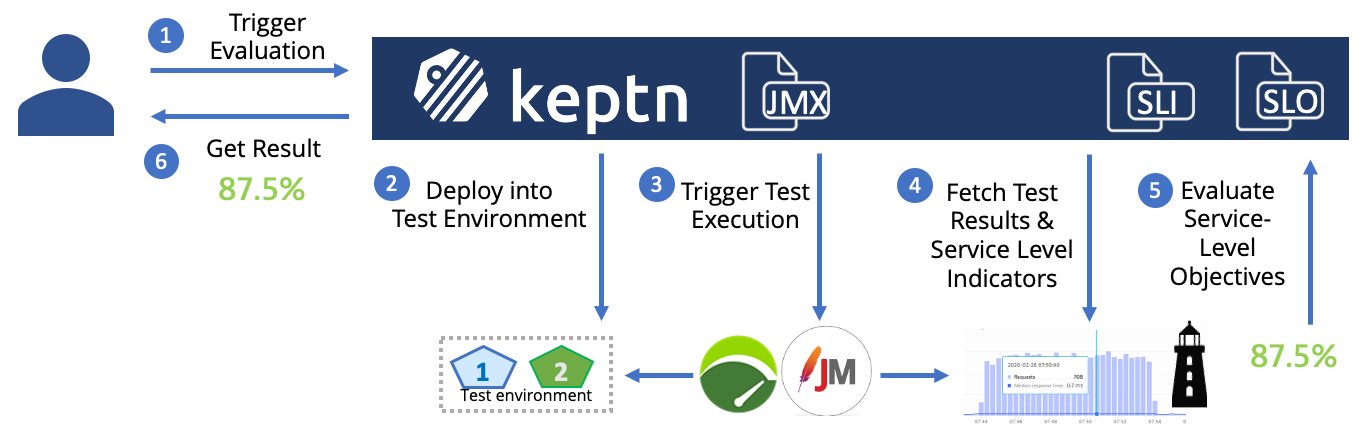 1
Trigger
Evaluation
6
Get Result
87.5%
keptn
JMX
SLI
SLO
2
Deploy into
Test Environment
3
Trigger Test
Execution
4
Fetch Test
Results &
Service Level
Indicators
5
Evaluate
Service-
Level
Objectives
1
2
Test environment
JM
2020-03-26 07:50:40
Requests 708
Median response time 0.2 ms
07:44 07:46 07:48 07:50 07:52 07:54
87.5%